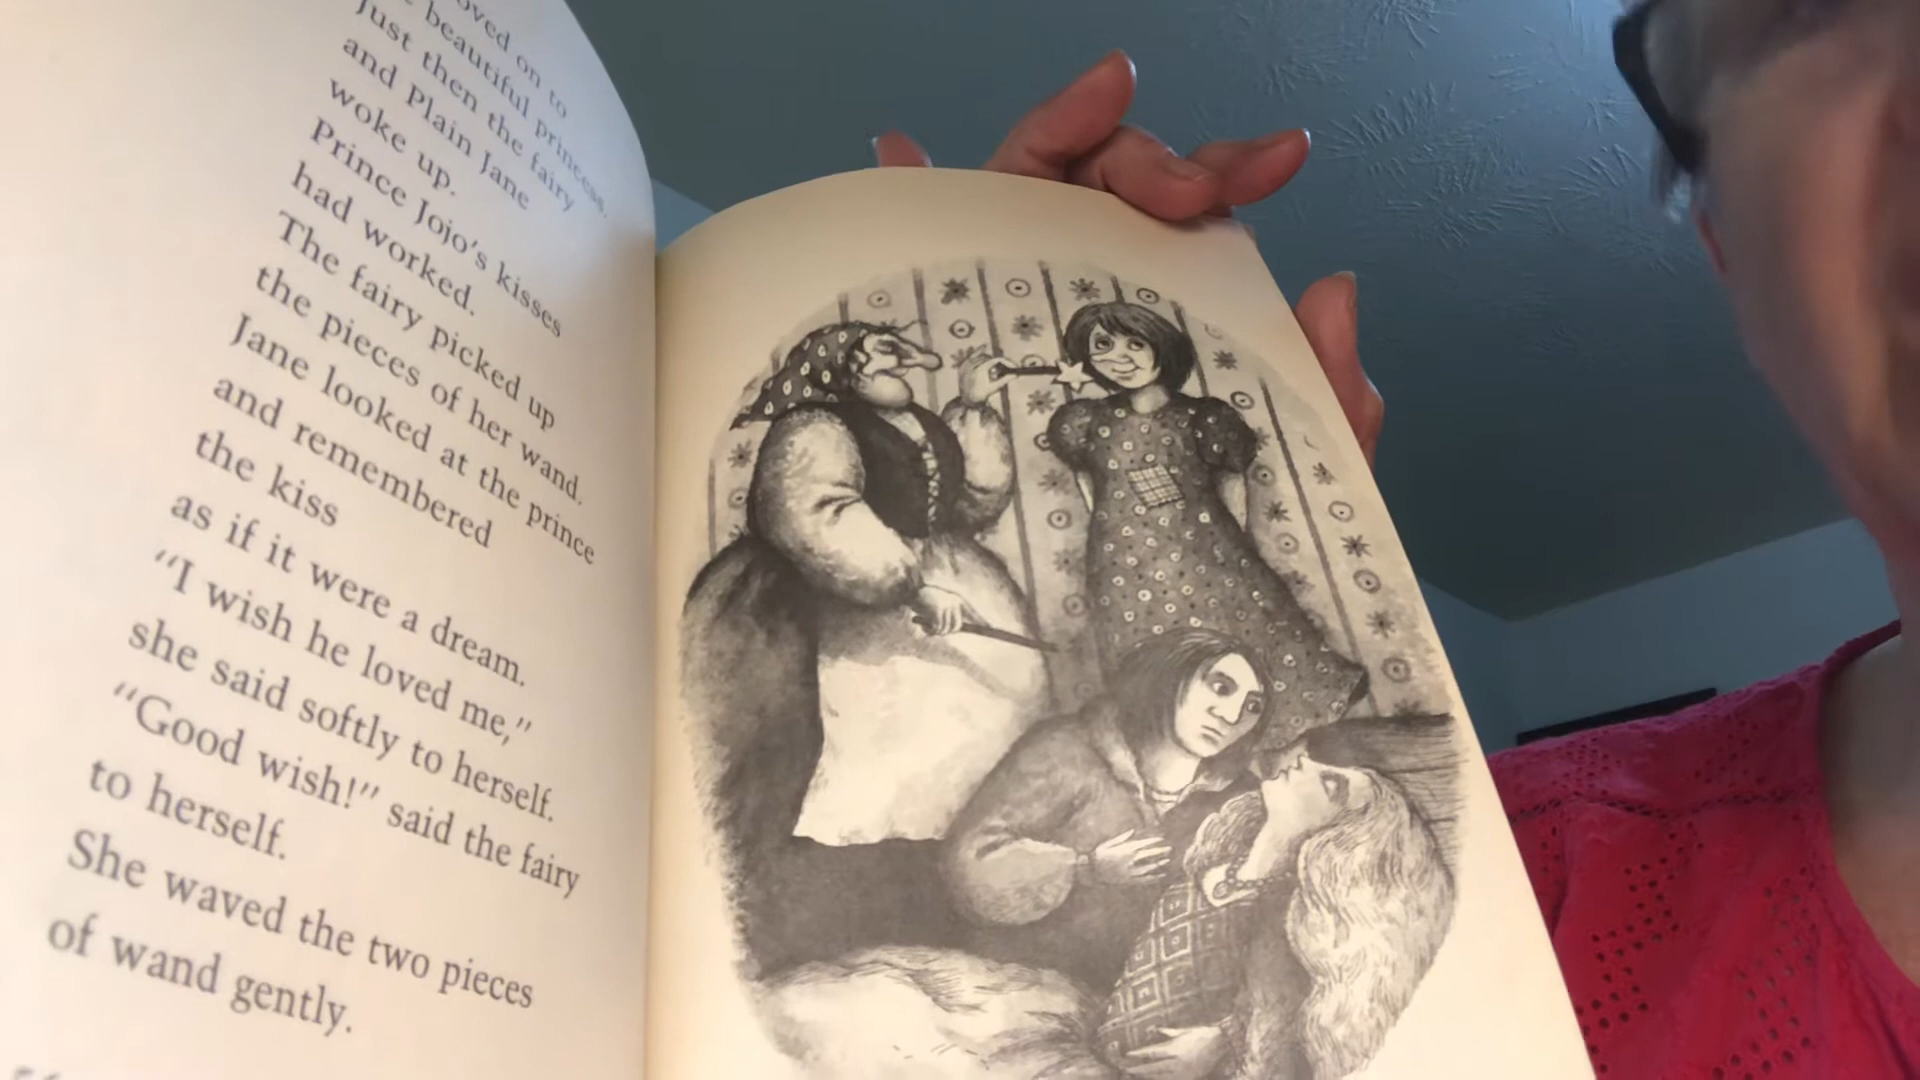 on to
beautiful princess.
Just then the fairy
and Plain Jane
woke up.
Prince Jojo's kisses
had worked.
The fairy picked up
the pieces of her wand.
Jane looked at the prince
and remembered
the kiss
as if it were a dream.
"I wish he loved me,"
she said softly to herself.
"Good wish!" said the fairy
to herself.
She waved the two pieces
of wand gently.